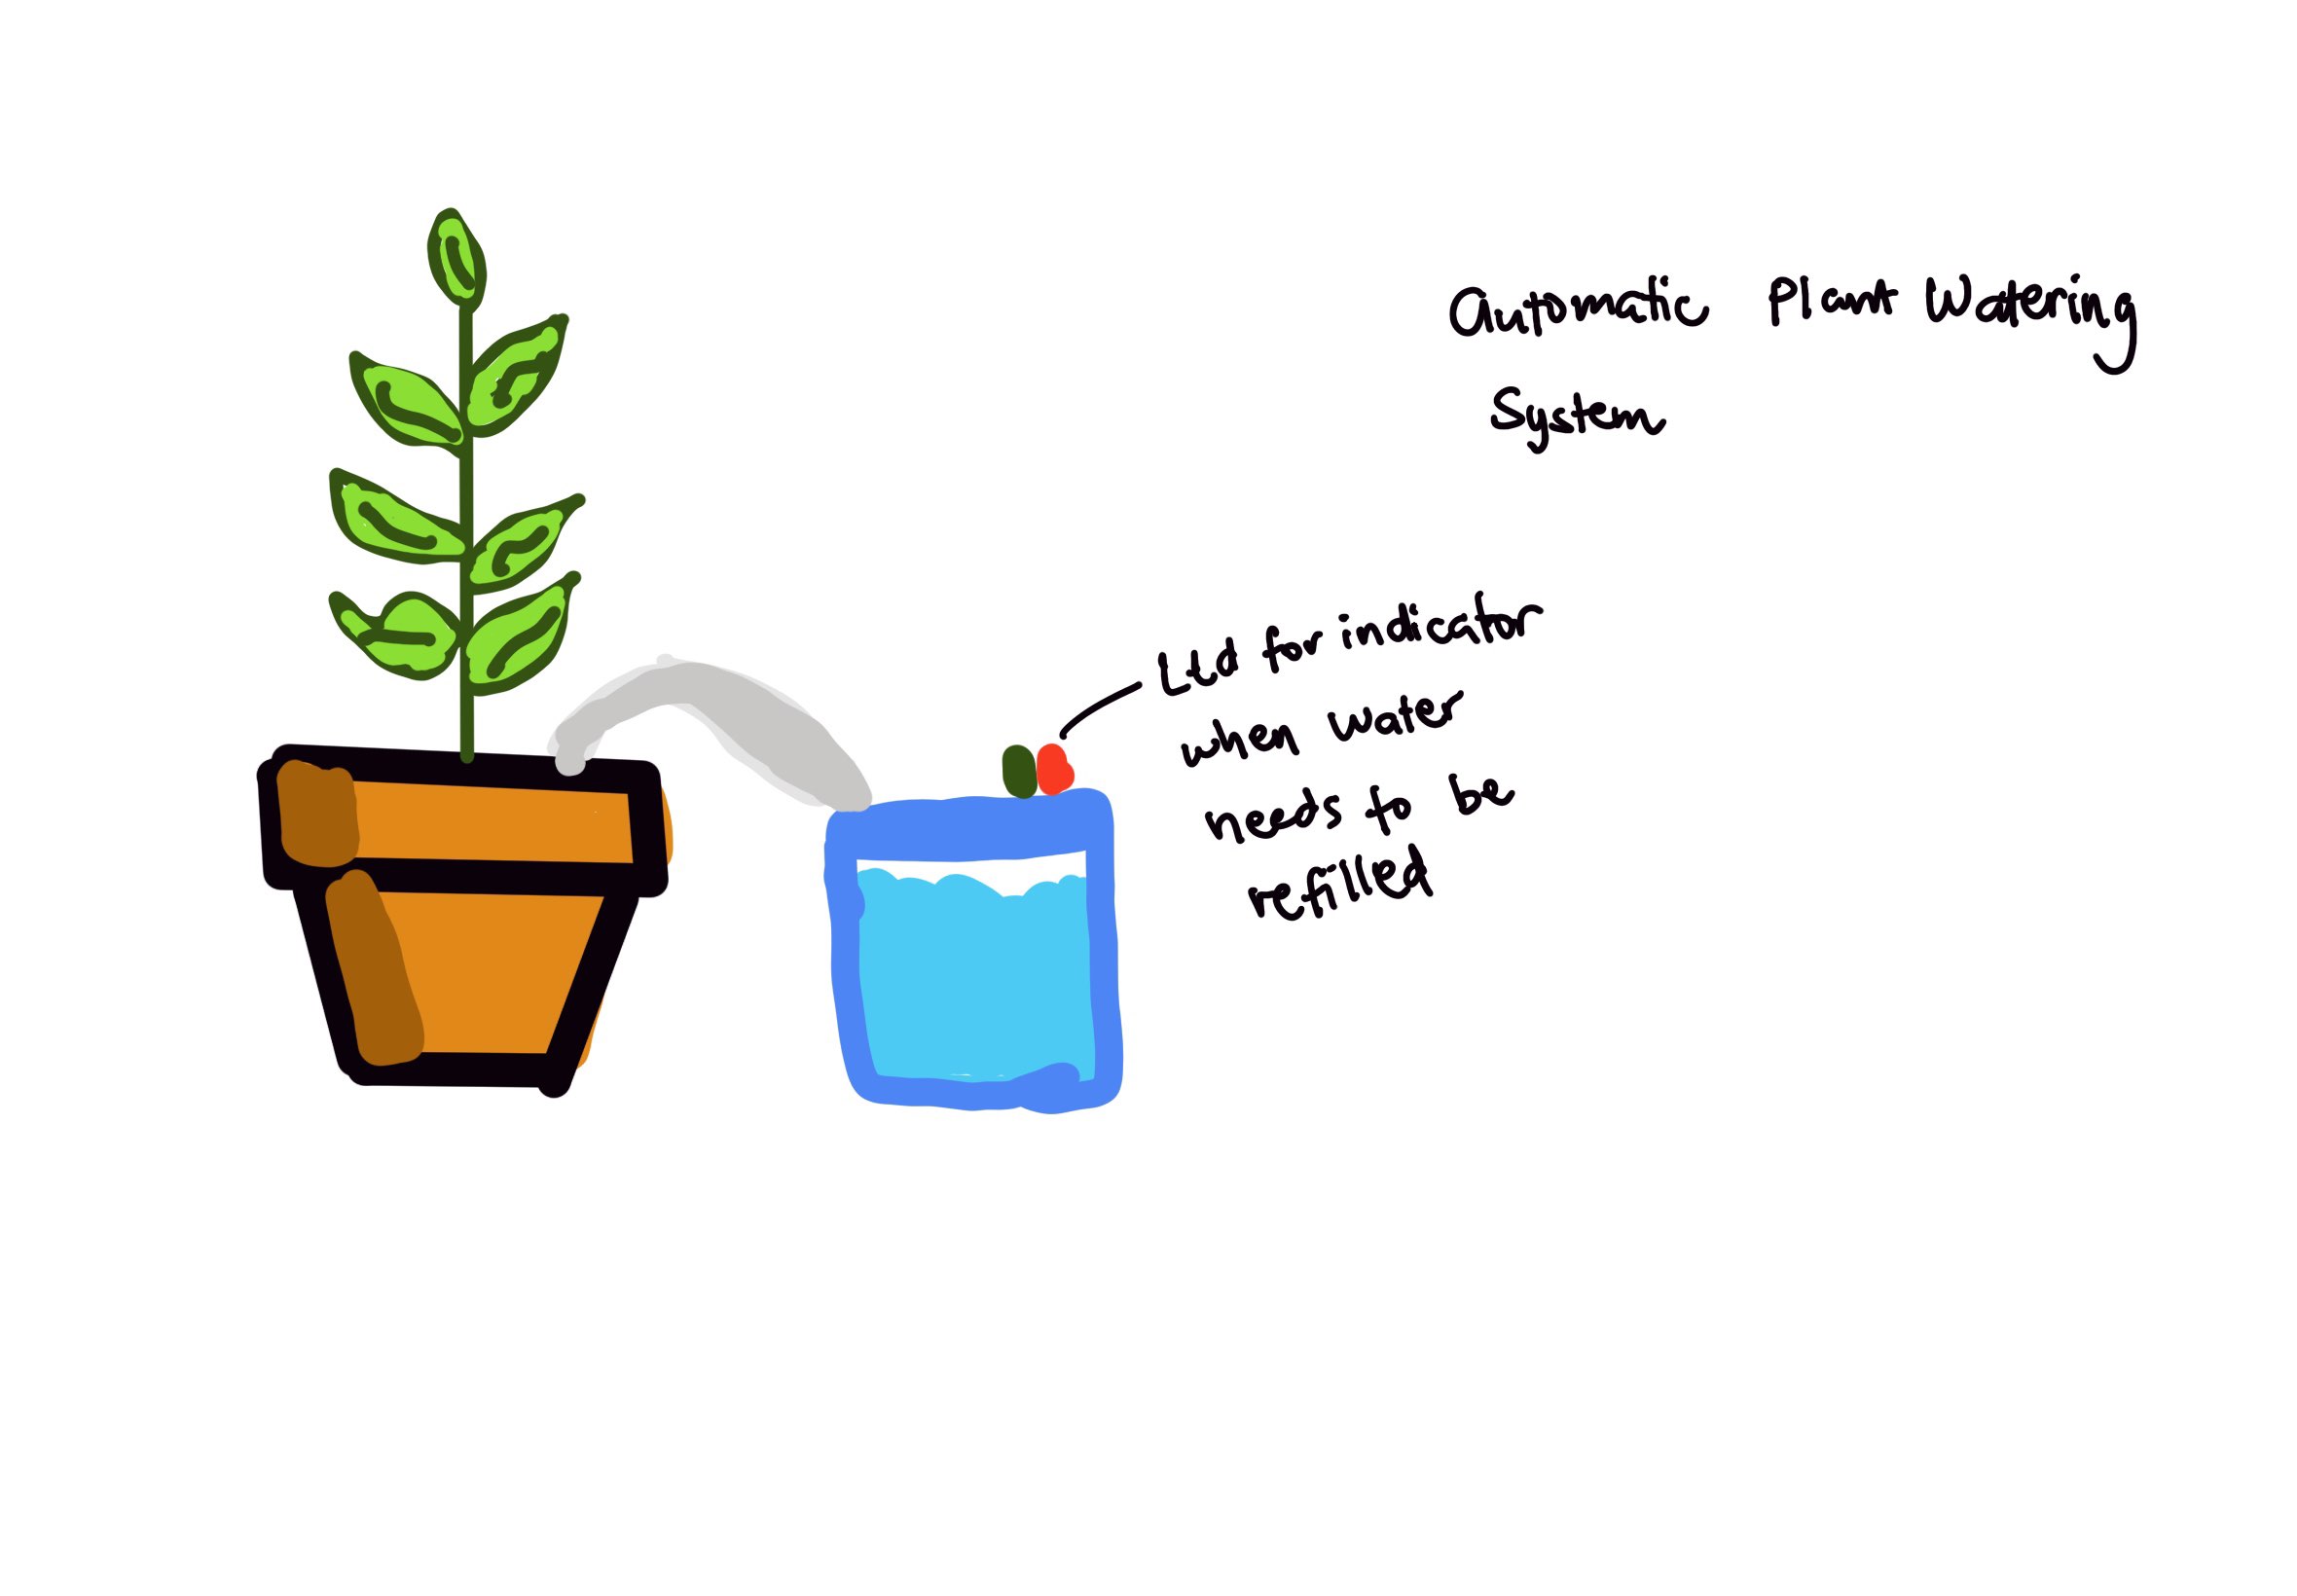 Automatic Plant Watering
System
Led for indicator
when water
needs to be
refilled